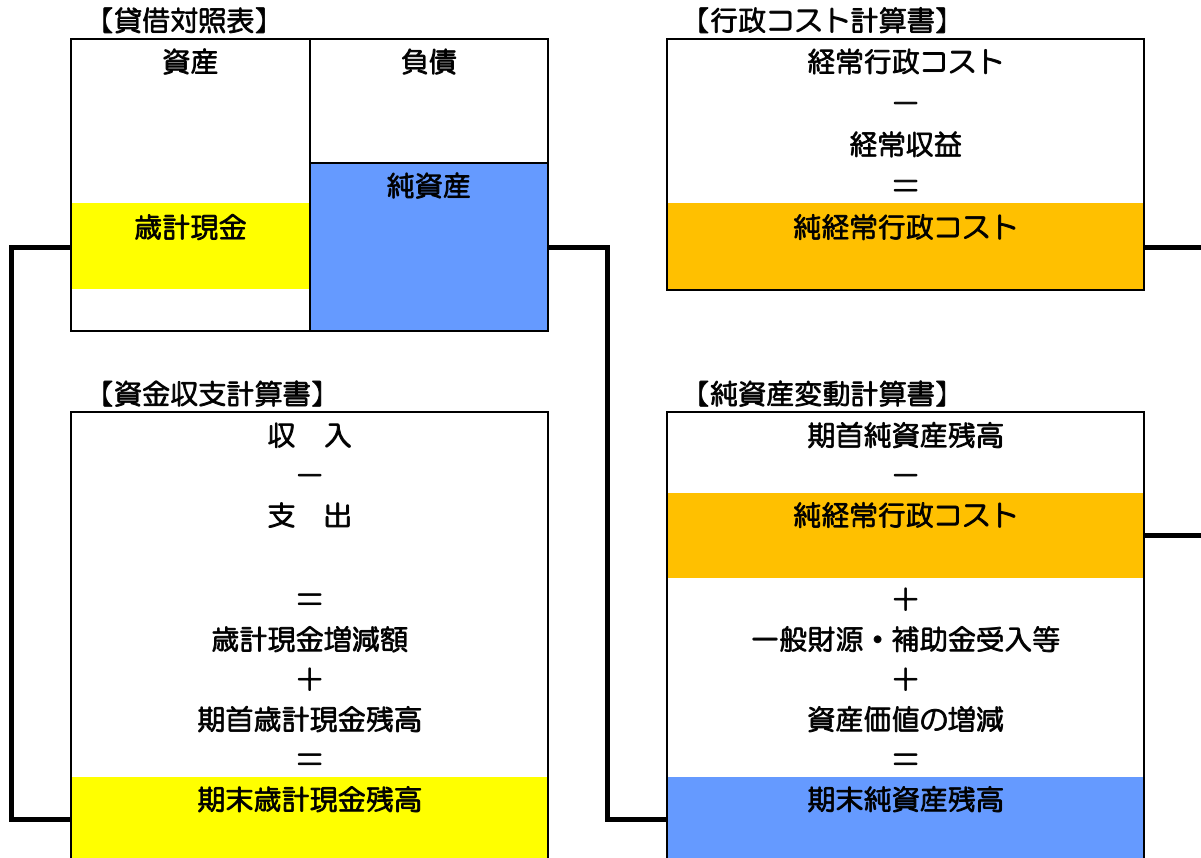 【貸借対照表】
資産
負債
純資産
歳計現金
【行政コスト計算書】
経常行政コスト
－
経常収益
＝
純経常行政コスト
【資金収支計算書】
収　入
－
支　出
＝
歳計現金増減額
＋
期首歳計現金残高
＝
期末歳計現金残高
【純資産変動計算書】
期首純資産残高
－
純経常行政コスト
＋
一般財源・補助金受入等
＋
資産価値の増減
＝
期末純資産残高